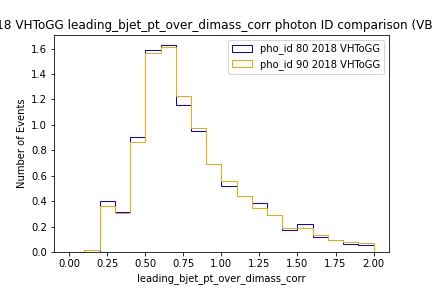 18 VHToGG leading_bjet_pt_over_dimass_corr photon ID comparison (VB
pho_id 80 2018 VHToGG
pho_id 90 2018 VHToGG
Number of Events
1.6
1.4
1.2
1.0
0.8
0.6
0.4
0.2
0.0
0.00 0.25 0.50 0.75 1.00 1.25 1.50 1.75 2.00
leading_bjet_pt_over_dimass_corr